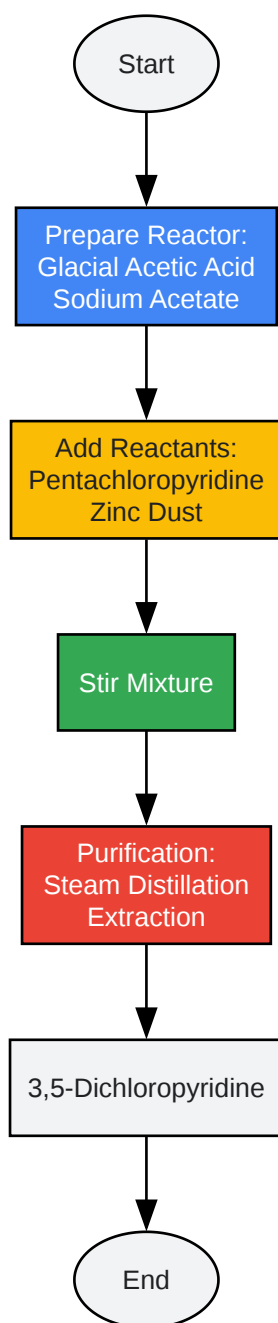 Start
Prepare Reactor:
Glacial Acetic Acid
Sodium Acetate
Add Reactants:
Pentachloropyridine
Zinc Dust
Stir Mixture
Purification:
Steam Distillation
Extraction
3,5-Dichloropyridine
End